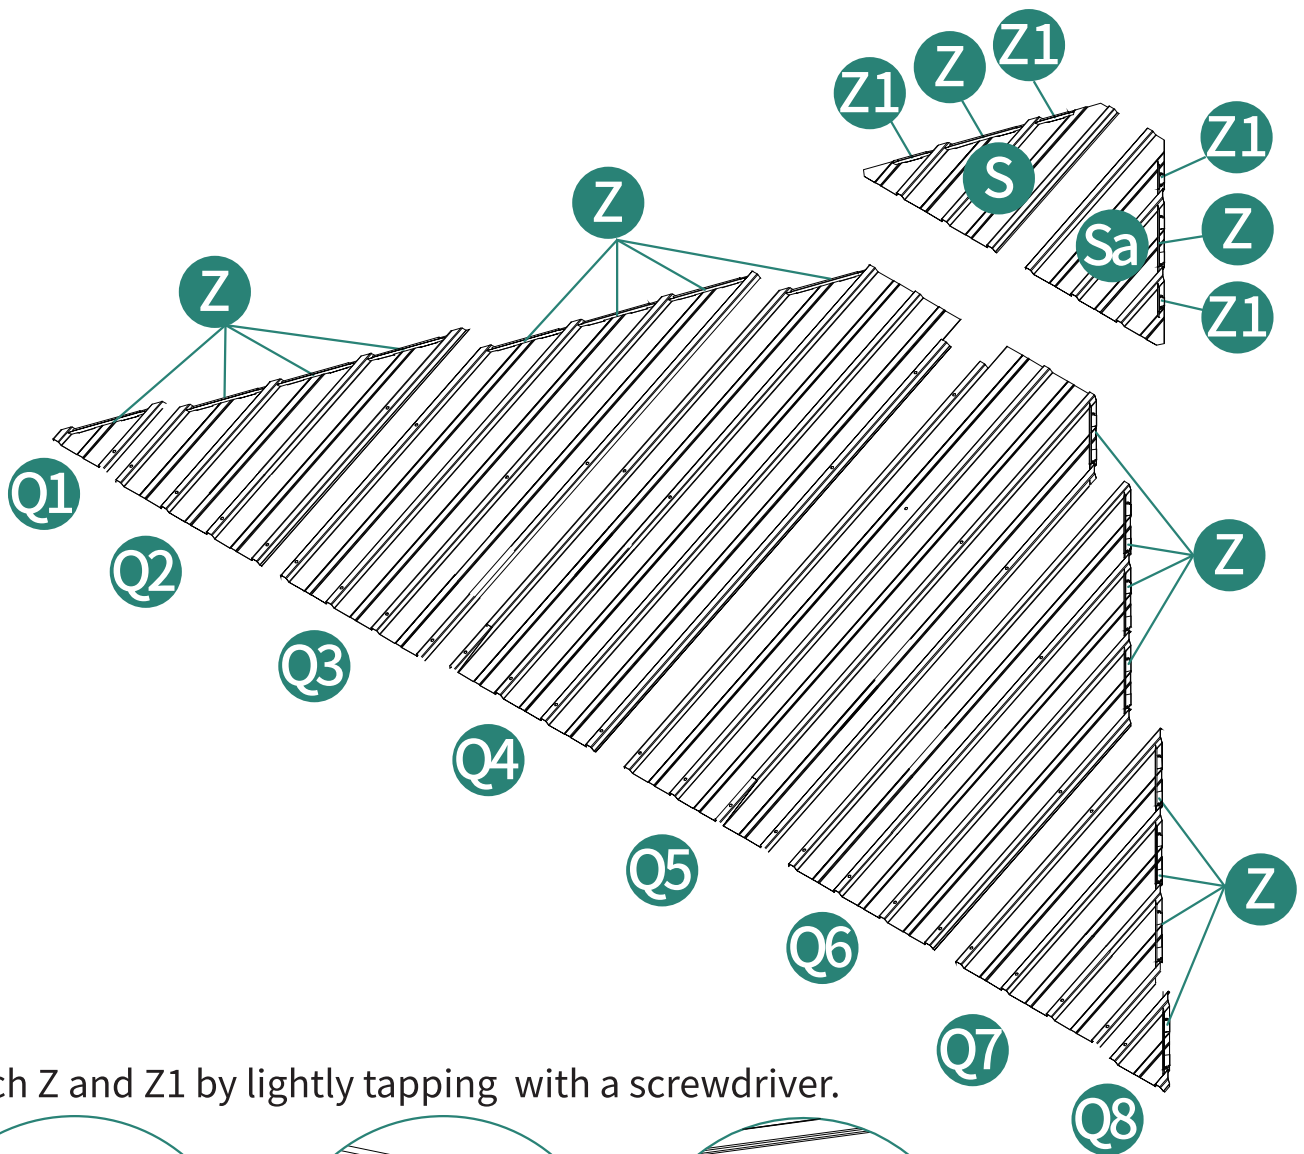 Z1
Z
Z1
Z1
S
Z
Sa
Z
Z1
Z
Q1
Q2
Z
Q3
Q4
Q5
Z
Q6
Q7
Q8
ch Z and Z1 by lightly tapping with a screwdriver.